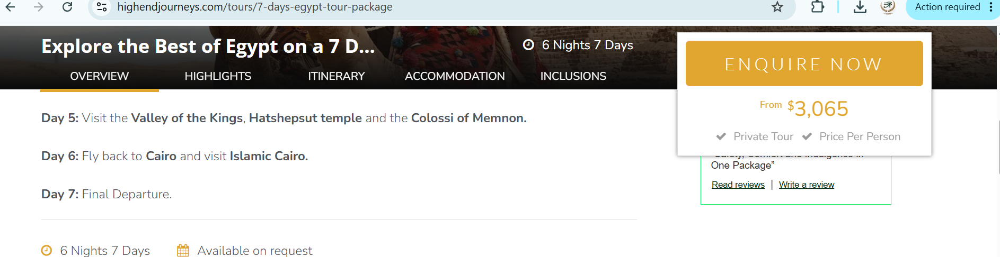 highendjourneys.com/tours/7-days-egypt-tour-package
Action required
Explore the Best of Egypt on a 7 D...
6 Nights 7 Days
OVERVIEW
HIGHLIGHTS
ITINERARY
ACCOMMODATION
INCLUSIONS
ENQUIRE NOW
From $3,065
Private Tour
Price Per Person
Day 5: Visit the Valley of the Kings, Hatshepsut temple and the Colossi of Memnon.
Day 6: Fly back to Cairo and visit Islamic Cairo.
Day 7: Final Departure.
One Package”
Read reviews
Write a review
6 Nights 7 Days
Available on request